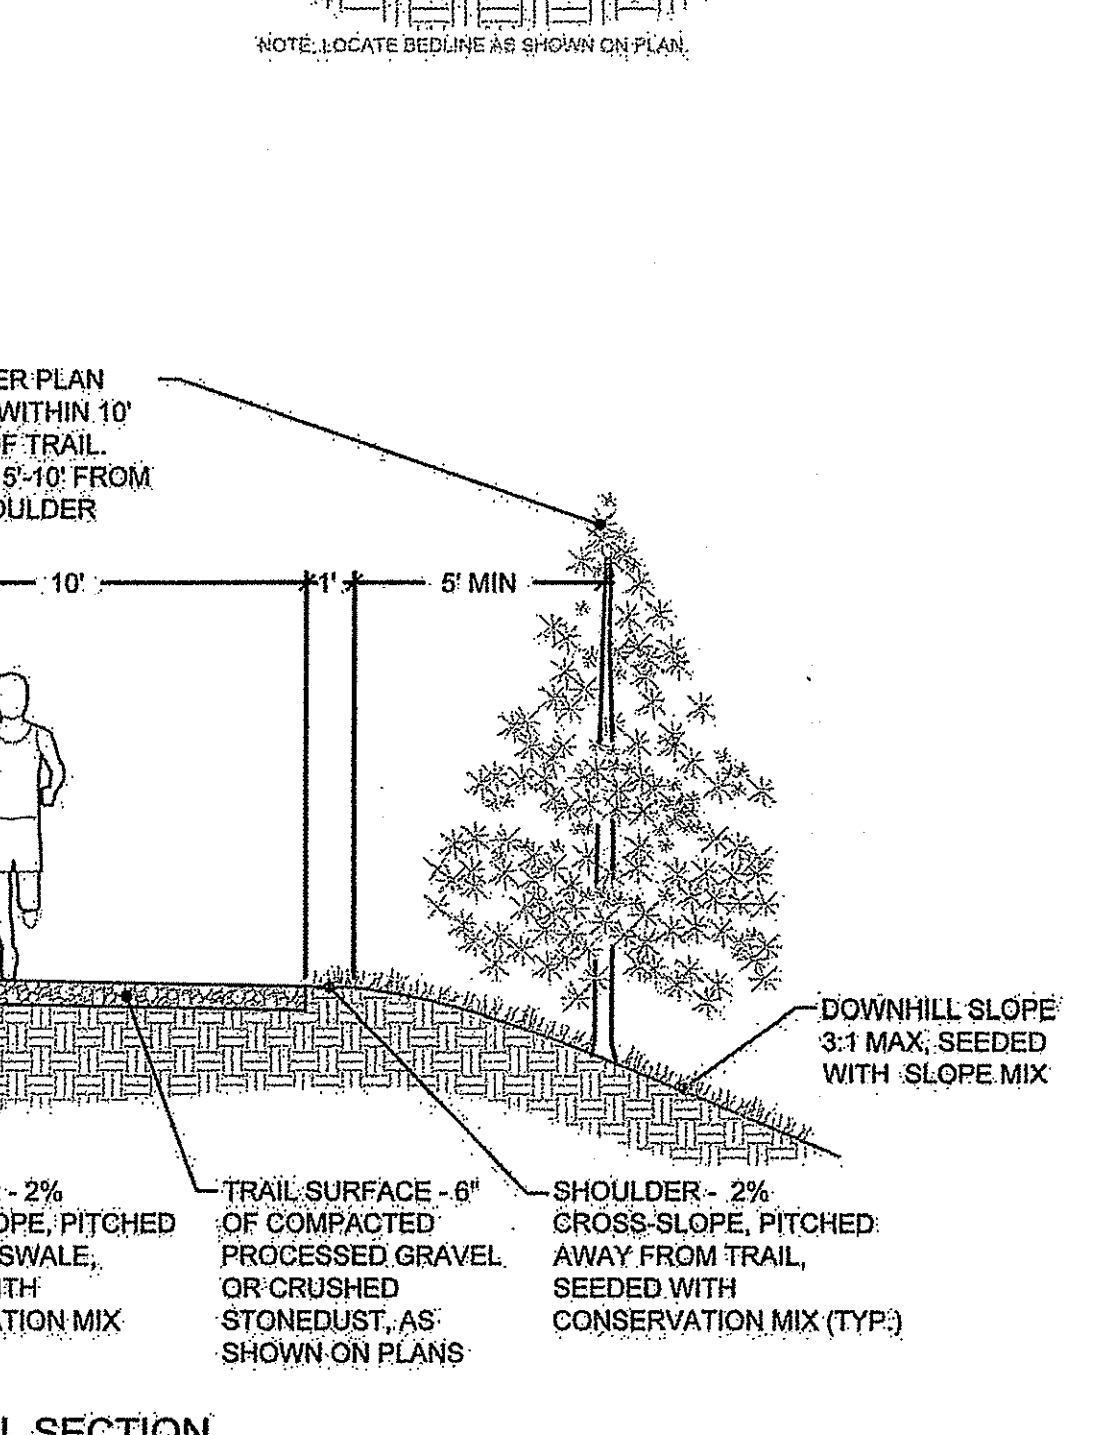 NOTE: LOCATE BEDLINE AS SHOWN ON PLAN.
ER PLAN
WITHIN 10'
OF TRAIL.
5'-10' FROM
OULDER
10'
1'
5' MIN
DOWNHILL SLOPE
3:1 MAX, SEEDED
WITH SLOPE MIX
- 2%
OPE, PITCHED
SWALE,
ITH
ATION MIX
TRAIL SURFACE - 6"
OF COMPACTED
PROCESSED GRAVEL
OR CRUSHED
STONEDUST, AS
SHOWN ON PLANS
SHOULDER - 2%
CROSS-SLOPE, PITCHED
AWAY FROM TRAIL,
SEEDED WITH
CONSERVATION MIX (TYP.)
L SECTION